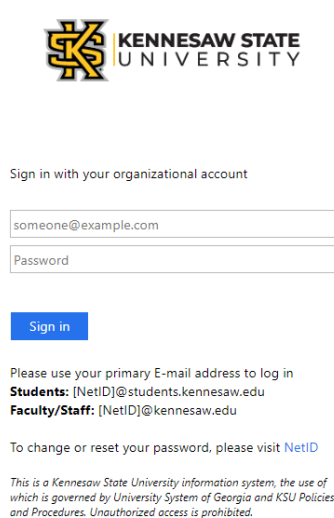 KS
KENNESAW STATE
UNIVERSITY
Sign in with your organizational account
someone@example.com
Password
Sign in
Please use your primary E-mail address to log in
Students: [NetID]@students.kennesaw.edu
Faculty/Staff: [NetID]@kennesaw.edu
To change or reset your password, please visit NetID
This is a Kennesaw State University information system, the use of
which is governed by University System of Georgia and KSU Policies
and Procedures. Unauthorized access is prohibited.